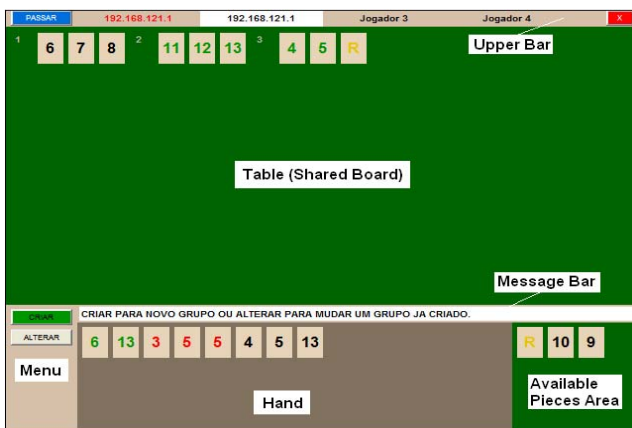 PASSAR 192.168.121.1 192.168.121.1 Jogador 3 Jogador 4 X
Upper Bar
1 6 7 8 2 11 12 13 3 4 5 R
Table (Shared Board)
Message Bar
CRIAR CRIAR PARA NOVO GRUPO OU ALTERAR PARA MUDAR UM GRUPO JA CRIADO.
ALTERAR 6 13 3 5 5 4 5 13 R 10 9
Menu
Hand
Available
Pieces Area